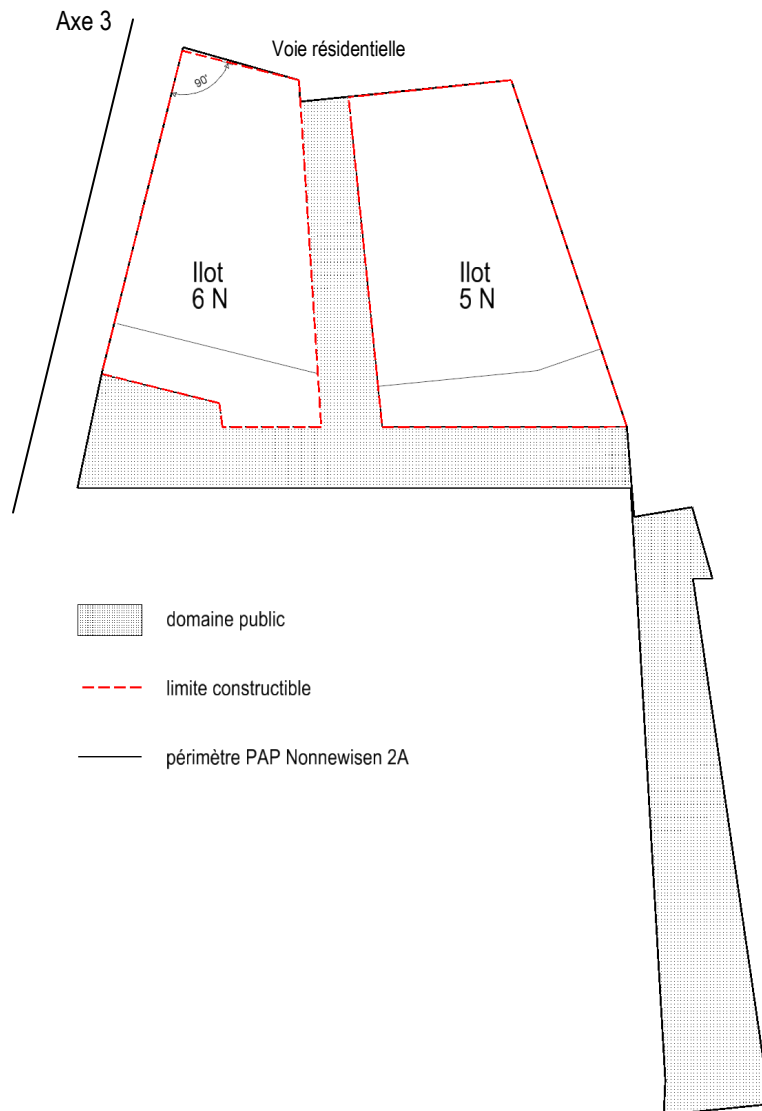 Axe 3
Voie résidentielle
90°
Ilot
6 N
Ilot
5 N
domaine public
limite constructible
périmètre PAP Nonnewisen 2A